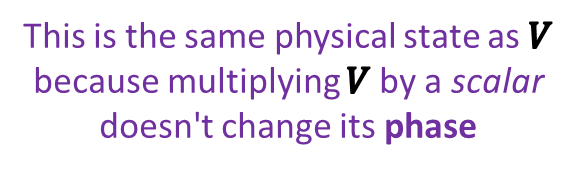 This is the same physical state as V
because multiplying V by a scalar
doesn't change its phase